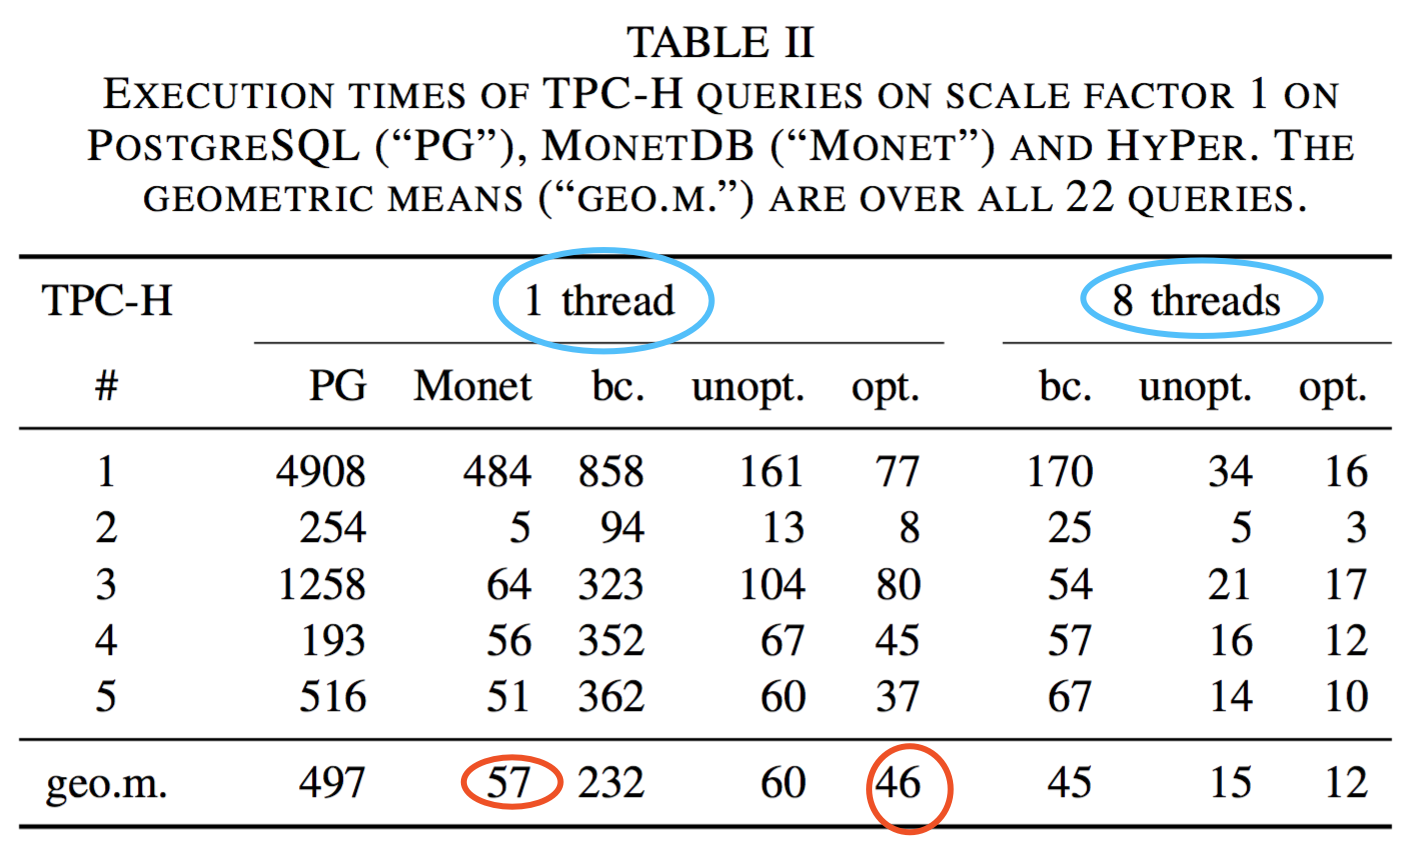 TABLE II
EXECUTION TIMES OF TPC-H QUERIES ON SCALE FACTOR 1 ON
POSTGRESQL (“PG”), MONETDB (“MONET”) AND HYPER. THE
GEOMETRIC MEANS (“GEO.M.”) ARE OVER ALL 22 QUERIES.
TPC-H 1 thread 8 threads
# PG Monet bc. unopt. opt. bc. unopt. opt.
1 4908 484 858 161 77 170 34 16
2 254 5 94 13 8 25 5 3
3 1258 64 323 104 80 54 21 17
4 193 56 352 67 45 57 16 12
5 516 51 362 60 37 67 14 10
geo.m. 497 57 232 60 46 45 15 12